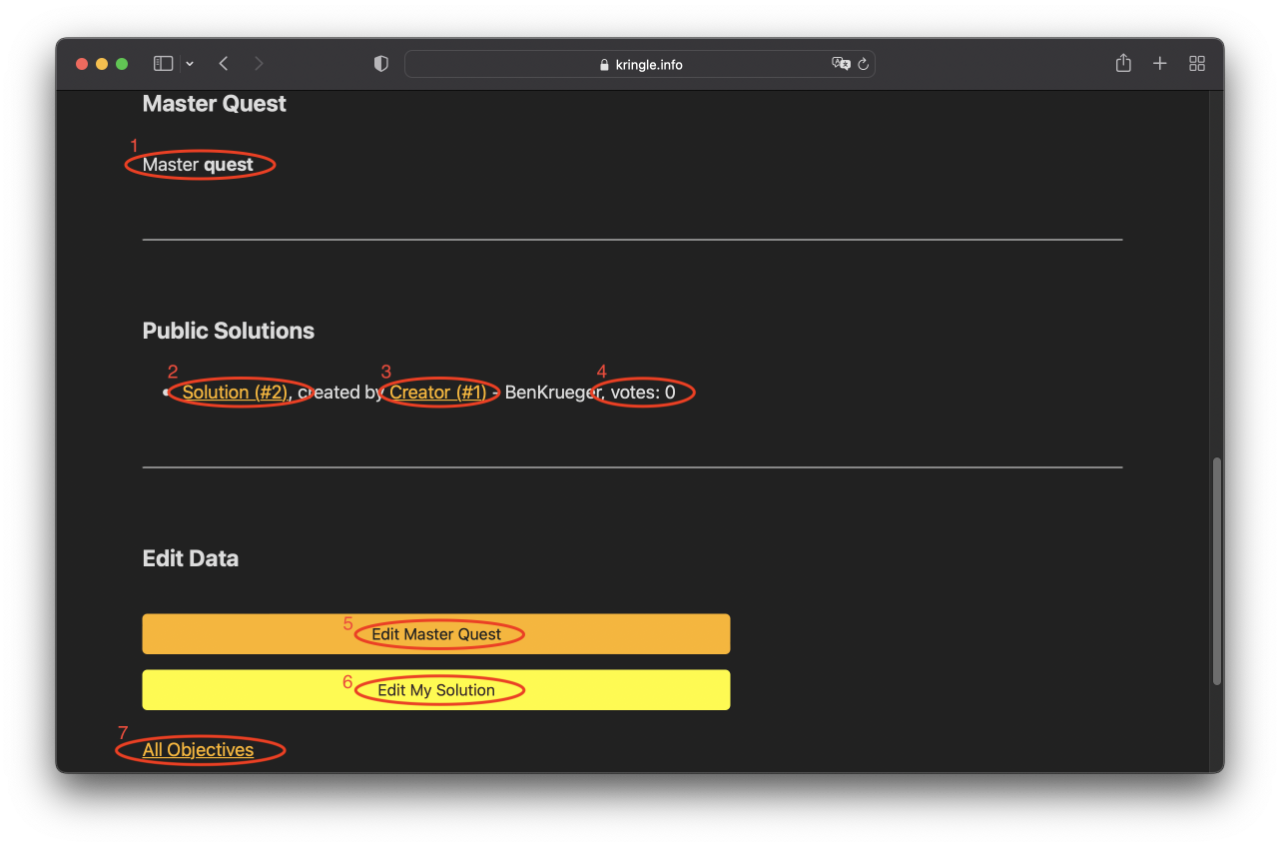 kringle.info
Master Quest
1
Master quest
Public Solutions
2 3 4
Solution (#2), created by Creator (#1) - BenKrueger, votes: 0
Edit Data
5
Edit Master Quest
6
Edit My Solution
7
All Objectives